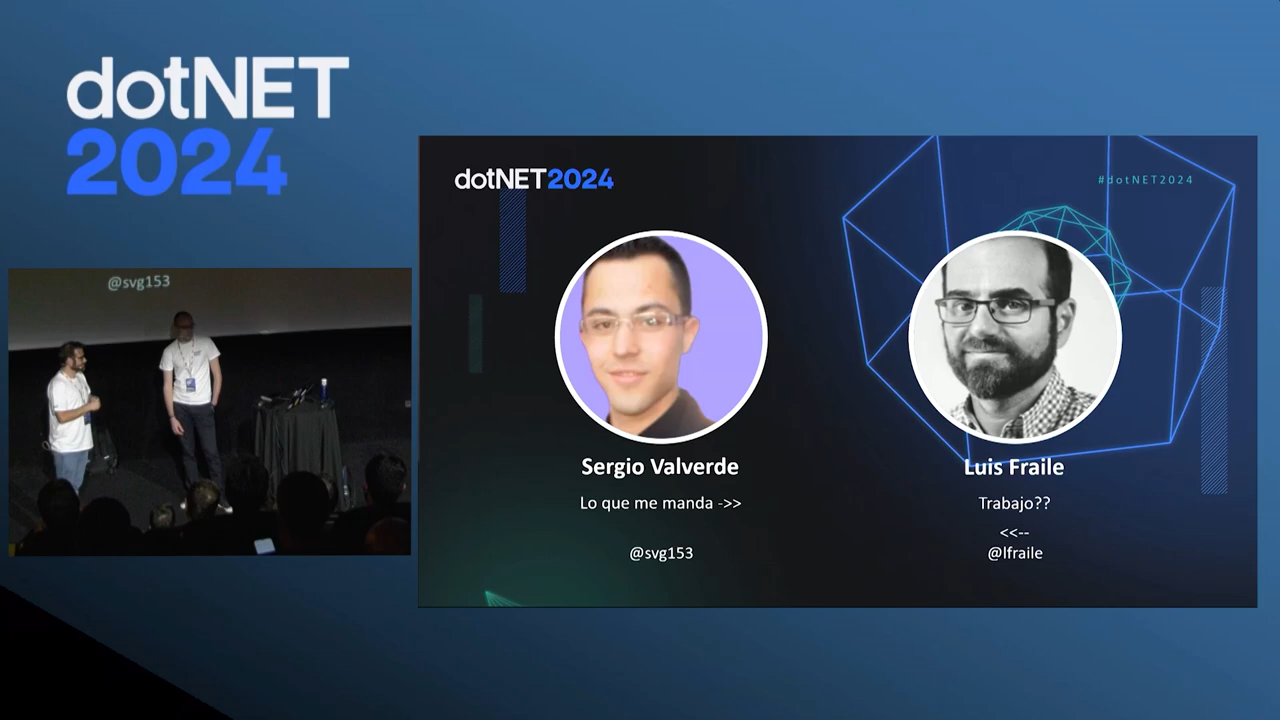 dotNET
2024
@svg153
dotNET2024
#dotNET2024
Sergio Valverde
Lo que me manda ->>
@svg153
Luis Fraile
Trabajo??
<<--
@lfraile